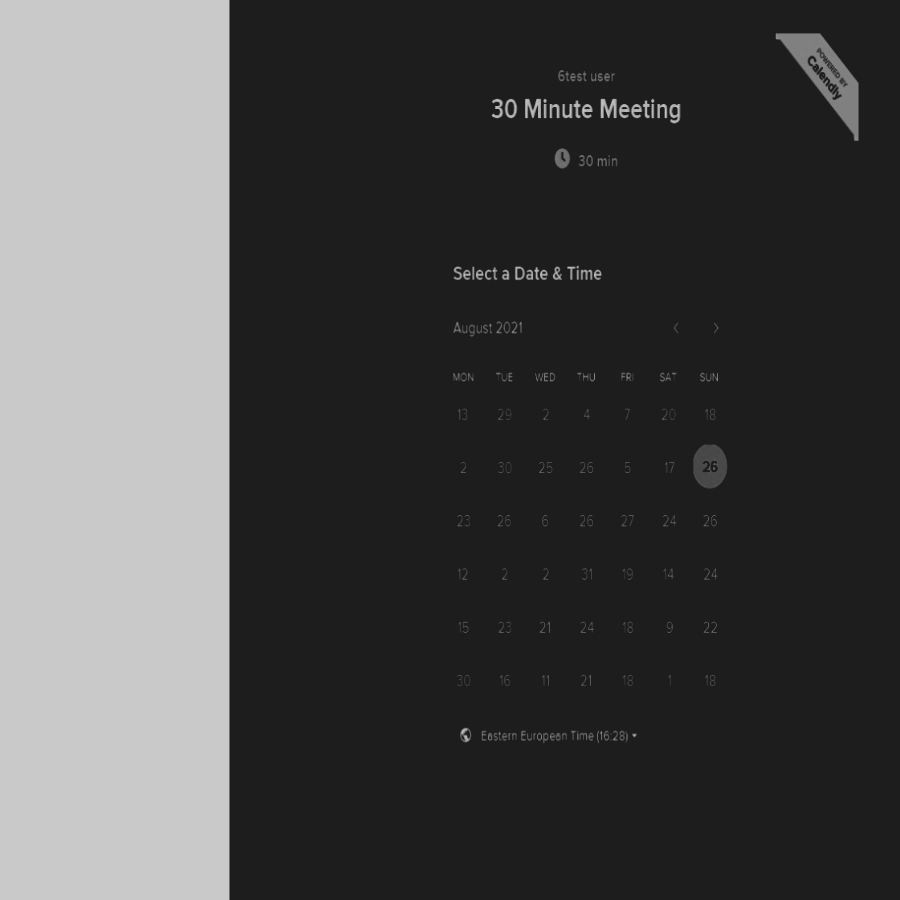 POWERED BY
Calendly
6test user
30 Minute Meeting
30 min
Select a Date & Time
August 2021
MON TUE WED THU FRI SAT SUN
13 29 2 4 7 20 18
2 30 25 26 5 17 26
23 26 6 26 27 24 26
12 2 2 31 19 14 24
15 23 21 24 18 9 22
30 16 11 21 18 1 18
Eastern European Time (16:28)